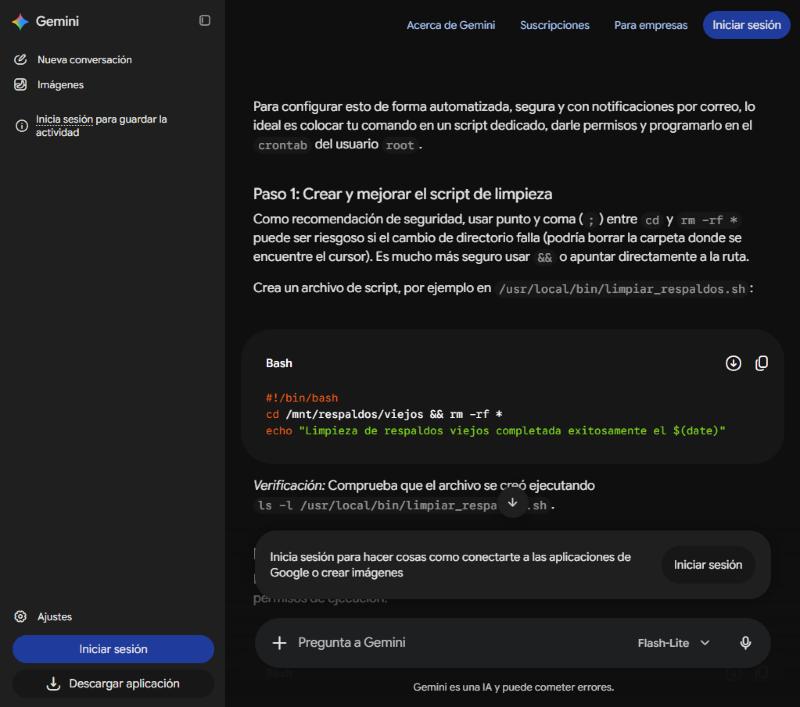 Gemini
Acerca de Gemini
Suscripciones
Para empresas
Iniciar sesión
Nueva conversación
Imágenes
Inicia sesión para guardar la
actividad
Para configurar esto de forma automatizada, segura y con notificaciones por correo, lo
ideal es colocar tu comando en un script dedicado, darle permisos y programarlo en el
crontab del usuario root.
Paso 1: Crear y mejorar el script de limpieza
Como recomendación de seguridad, usar punto y coma ( ; ) entre cd y rm -rf *
puede ser riesgoso si el cambio de directorio falla (podría borrar la carpeta donde se
encuentre el cursor). Es mucho más seguro usar && o apuntar directamente a la ruta.
Crea un archivo de script, por ejemplo en /usr/local/bin/limpiar_respaldos.sh:
Bash
#!/bin/bash
cd /mnt/respaldos/viejos && rm -rf *
echo "Limpieza de respaldos viejos completada exitosamente el $(date)"
Verificación: Comprueba que el archivo se creó ejecutando
ls -l /usr/local/bin/limpiar_respa .sh.
Inicia sesión para hacer cosas como conectarte a las aplicaciones de
Google o crear imágenes
Iniciar sesión
permisos de ejecución.
Pregunta a Gemini
Flash-Lite
Bash
Gemini es una IA y puede cometer errores.
Ajustes
Iniciar sesión
Descargar aplicación